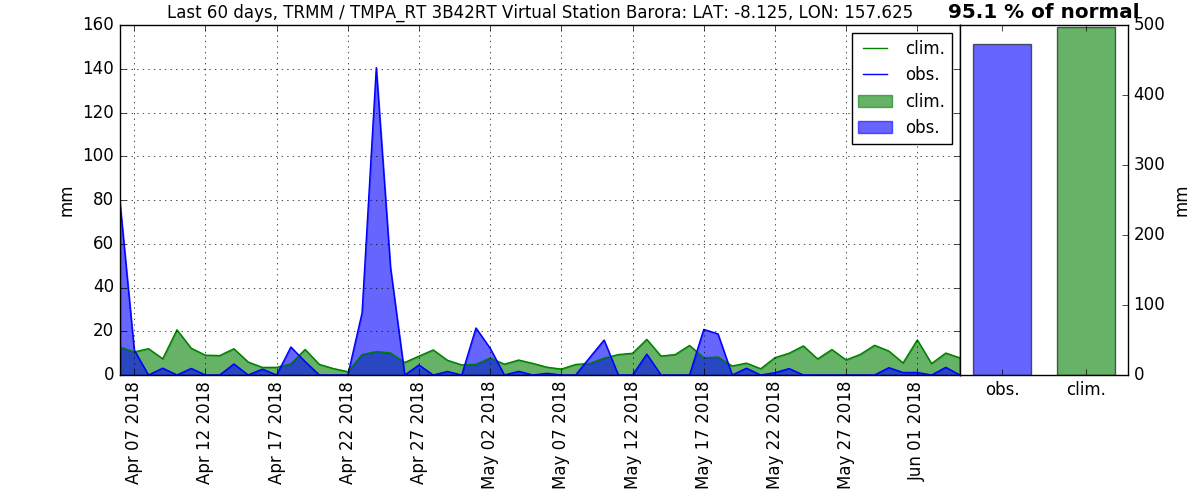 Last 60 days, TRMM / TMPA_RT 3B42RT Virtual Station Barora: LAT: -8.125, LON: 157.625
95.1 % of normal
160
140
120
100
80
60
40
20
0
mm
clim.
obs.
clim.
obs.
500
400
300
200
100
0
mm
Apr 07 2018
Apr 12 2018
Apr 17 2018
Apr 22 2018
Apr 27 2018
May 02 2018
May 07 2018
May 12 2018
May 17 2018
May 22 2018
May 27 2018
Jun 01 2018
obs.
clim.